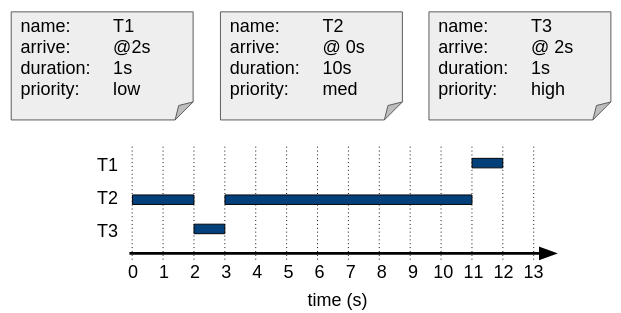 name: T1
arrive: @2s
duration: 1s
priority: low
name: T2
arrive: @ 0s
duration: 10s
priority: med
name: T3
arrive: @ 2s
duration: 1s
priority: high
T1
T2
T3
0 1 2 3 4 5 6 7 8 9 10 11 12 13
time (s)